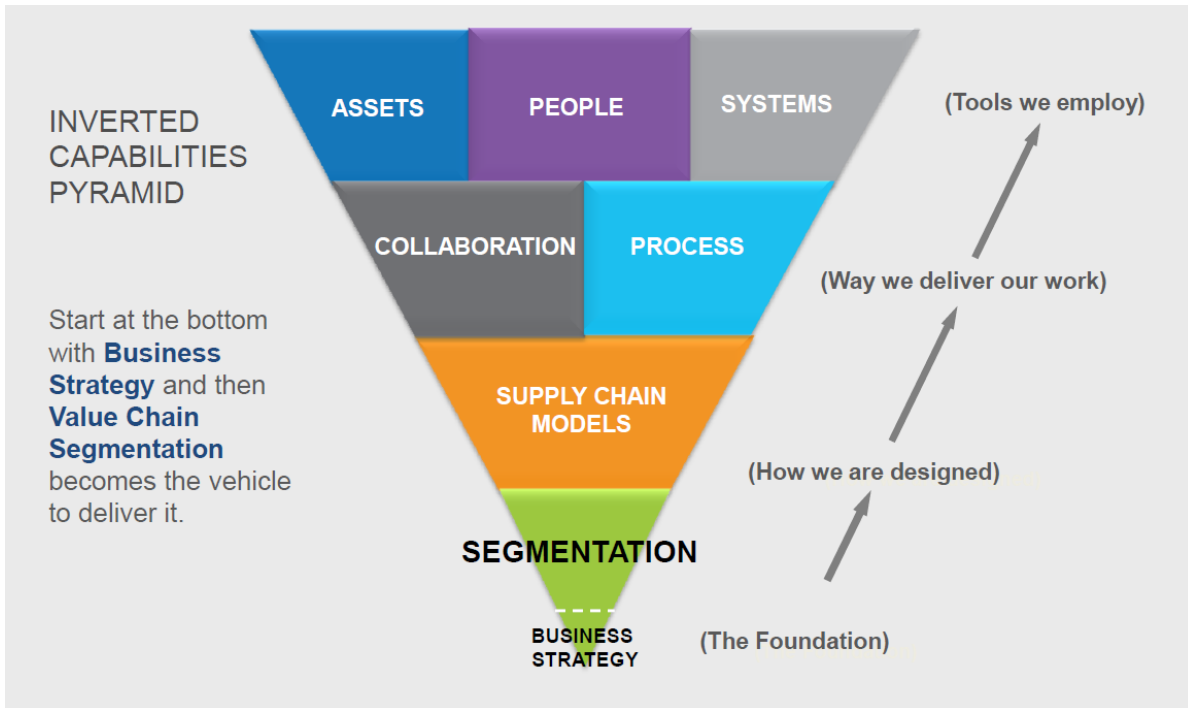 INVERTED
CAPABILITIES
PYRAMID
Start at the bottom
with Business
Strategy and then
Value Chain
Segmentation
becomes the vehicle
to deliver it.
ASSETS
PEOPLE
SYSTEMS
(Tools we employ)
COLLABORATION
PROCESS
(Way we deliver our work)
SUPPLY CHAIN
MODELS
(How we are designed)
SEGMENTATION
BUSINESS
STRATEGY
(The Foundation)